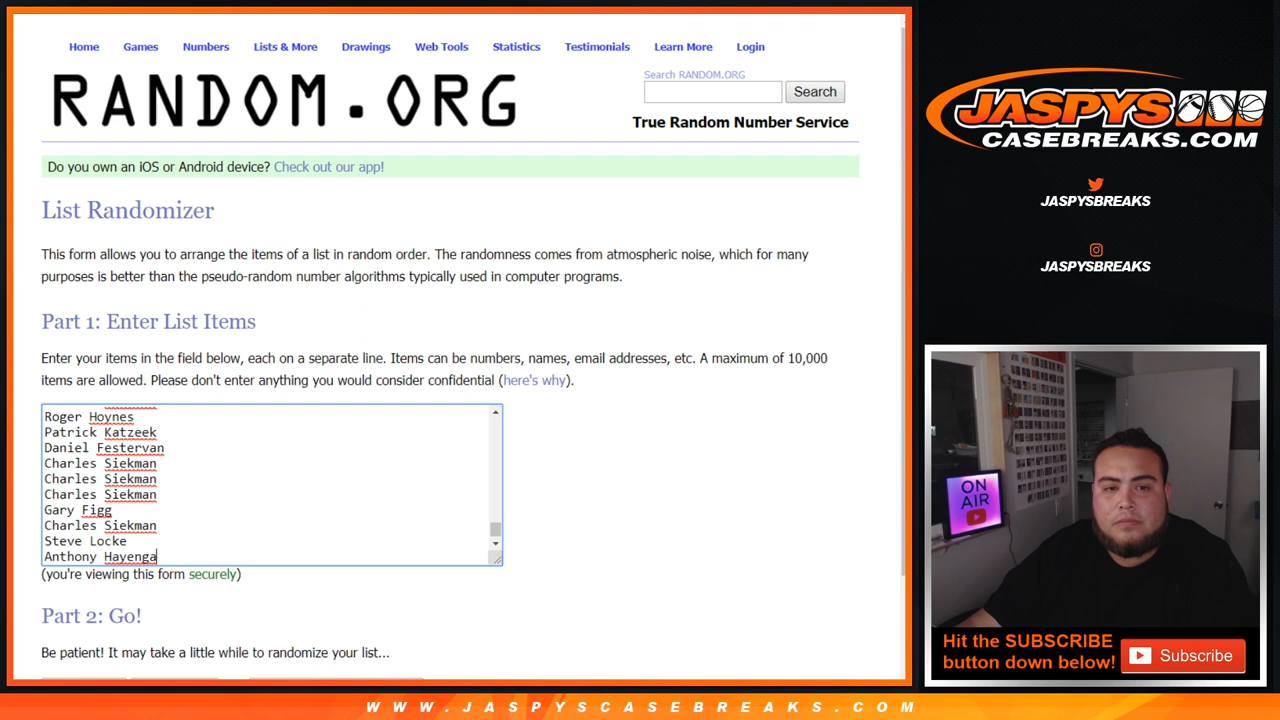 Home Games Numbers Lists & More Drawings Web Tools Statistics Testimonials Learn More Login
RANDOM.ORG
Search RANDOM.ORG
Search
True Random Number Service
Do you own an iOS or Android device? Check out our app!
List Randomizer
This form allows you to arrange the items of a list in random order. The randomness comes from atmospheric noise, which for many
purposes is better than the pseudo-random number algorithms typically used in computer programs.
Part 1: Enter List Items
Enter your items in the field below, each on a separate line. Items can be numbers, names, email addresses, etc. A maximum of 10,000
items are allowed. Please don't enter anything you would consider confidential (here's why).
Roger Hoynes
Patrick Katzeek
Daniel Festervan
Charles Siekman
Charles Siekman
Charles Siekman
Gary Figg
Charles Siekman
Steve Locke
Anthony Hayenga
(you're viewing this form securely)
Part 2: Go!
Be patient! It may take a little while to randomize your list...
JASPYS
CASEBREAKS.COM
JASPYSBREAKS
JASPYSBREAKS
ON
AIR
Hit the SUBSCRIBE
button down below!
Subscribe
WWW.JASPYSCASEBREAKS.COM